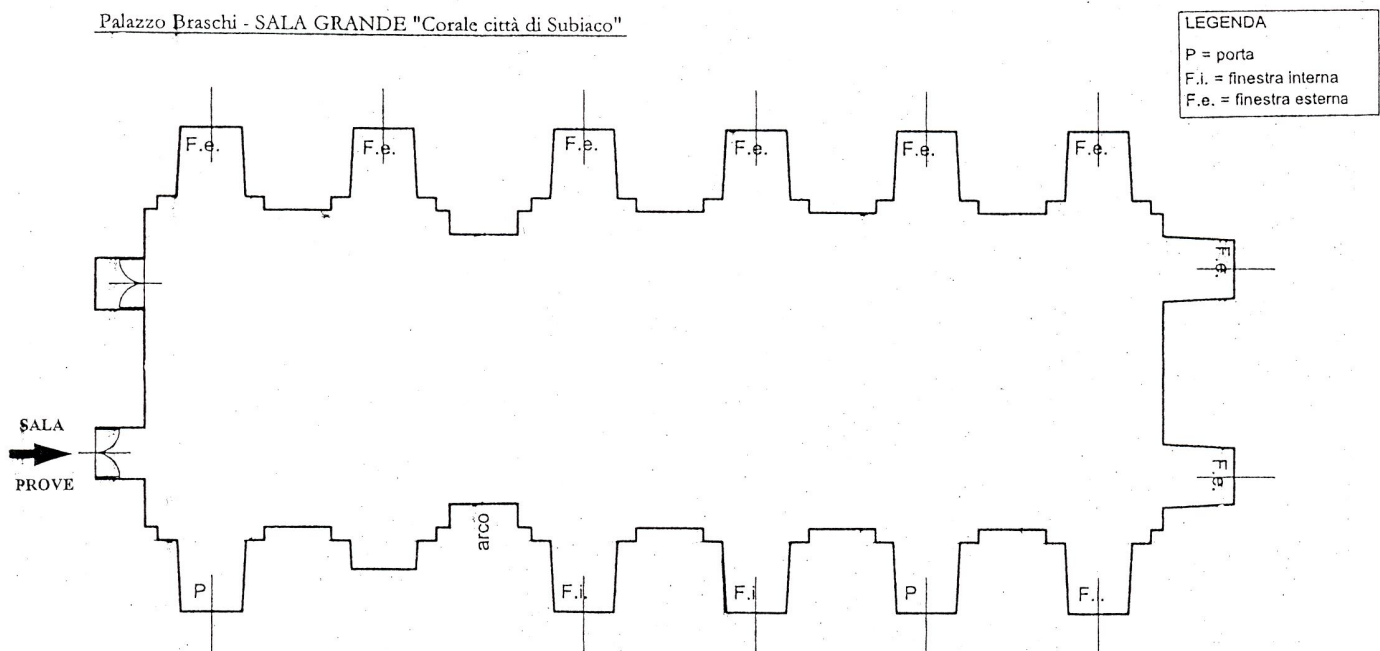 Palazzo Braschi - SALA GRANDE "Corale città di Subiaco"
LEGENDA
P = porta
F.i. = finestra interna
F.e. = finestra esterna
F.e.
F.e.
F.e.
F.e.
F.e.
F.e.
F.e.
SALA
PROVE
F.e.
arco
P
F.i.
F.i
P
F..